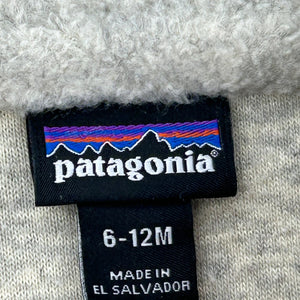 patagonia®
6-12M
MADE IN
EL SALVADOR